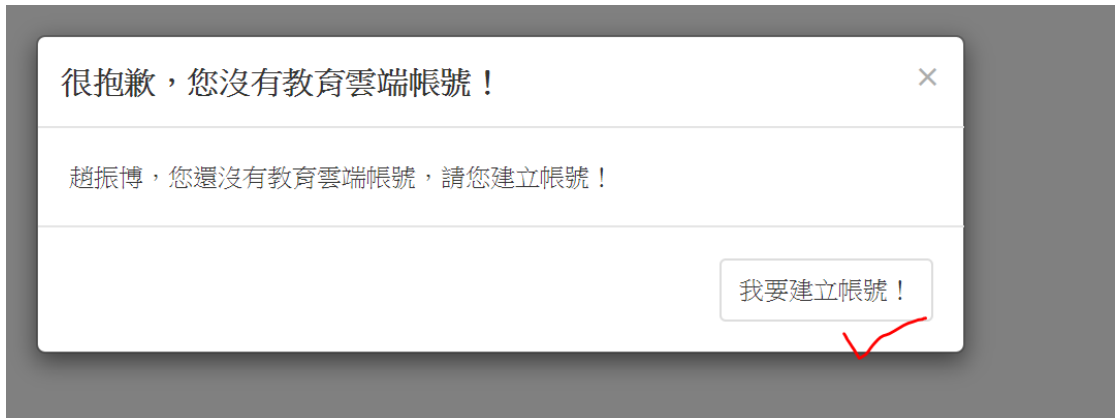 很抱歉，您沒有教育雲端帳號！
×
趙振博，您還沒有教育雲端帳號，請您建立帳號！
我要建立帳號！